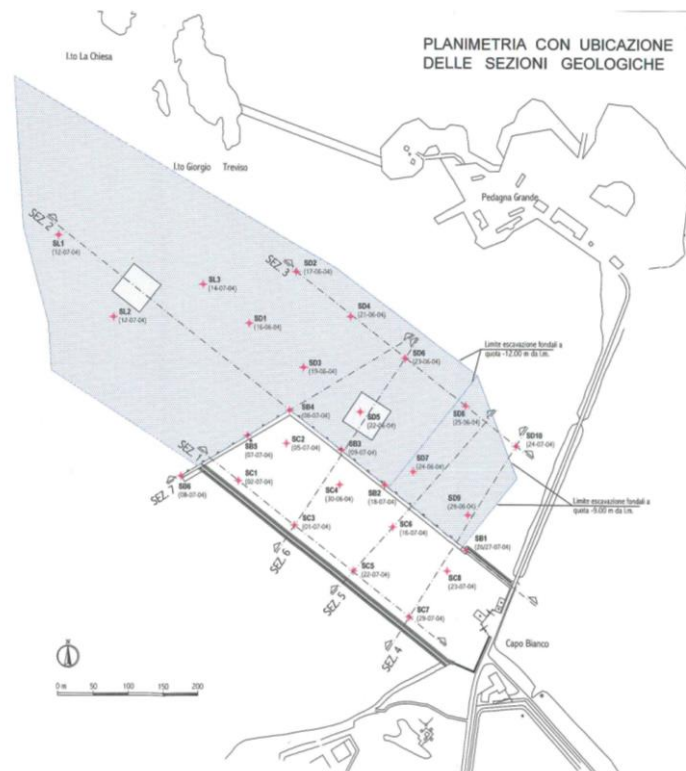 PLANIMETRIA CON UBICAZIONE
DELLE SEZIONI GEOLOGICHE
I.to La Chiesa
I.to Giorgio Treviso
Pedagna Grande
SEZ. 2
SL1
(12-07-04)
SEZ. 3
SD2
(17-06-04)
SL3
(14-07-04)
SL2
(12-07-04)
SD1
(16-06-04)
SD4
(21-06-04)
Limite escavazione fondali a
quota -12.00 m da l.m.
SD6
(23-06-04)
SD3
(19-06-04)
SB4
(06-07-04)
SD5
(22-06-04)
SD8
(25-06-04)
SB5
(07-07-04)
SC2
(05-07-04)
SB3
(09-07-04)
SD10
(24-07-04)
SEZ. 1
SEZ. 7
SB6
(08-07-04)
SC1
(02-07-04)
SC4
(30-06-04)
SB2
(18-07-04)
SD7
(24-06-04)
Limite escavazione fondali a
quota -9.00 m da l.m.
SD9
(29-06-04)
SC3
(01-07-04)
SC6
(16-07-04)
SB1
(26/27-07-04)
SEZ. 6
SC5
(22-07-04)
SC8
(23-07-04)
SEZ. 5
SC7
(29-07-04)
SEZ. 4
Capo Bianco
0 m 50 100 150 200